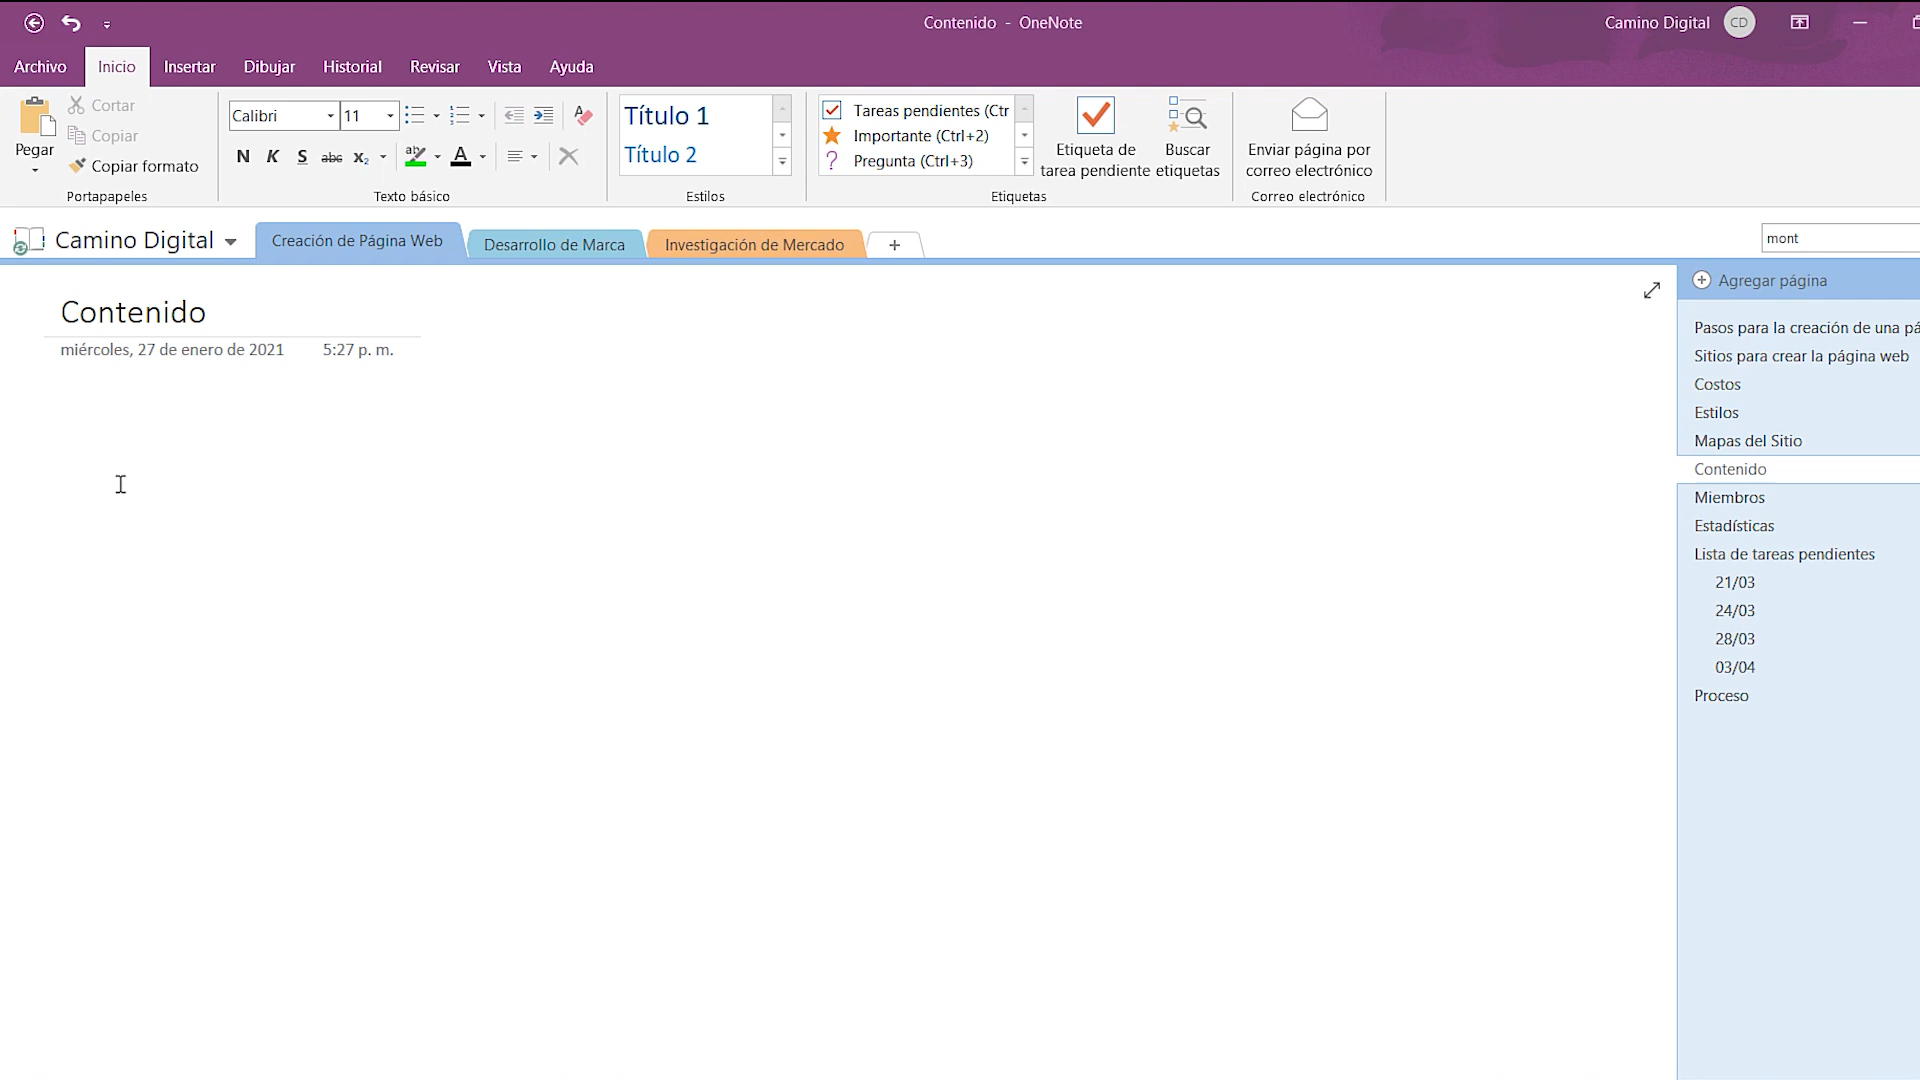 Contenido - OneNote
Camino Digital CD
Archivo Inicio Insertar Dibujar Historial Revisar Vista Ayuda
Pegar
Cortar
Copiar
Copiar formato
Portapapeles
Calibri 11
N K S abc x₂ ab A
Texto básico
Título 1
Título 2
Estilos
Tareas pendientes (Ctr
Importante (Ctrl+2)
Pregunta (Ctrl+3)
Etiqueta de
tarea pendiente
Buscar
etiquetas
Etiquetas
Enviar página por
correo electrónico
Correo electrónico
Camino Digital
Creación de Página Web
Desarrollo de Marca
Investigación de Mercado
+
mont
Contenido
miércoles, 27 de enero de 2021 5:27 p. m.
Agregar página
Pasos para la creación de una pá
Sitios para crear la página web
Costos
Estilos
Mapas del Sitio
Contenido
Miembros
Estadísticas
Lista de tareas pendientes
21/03
24/03
28/03
03/04
Proceso